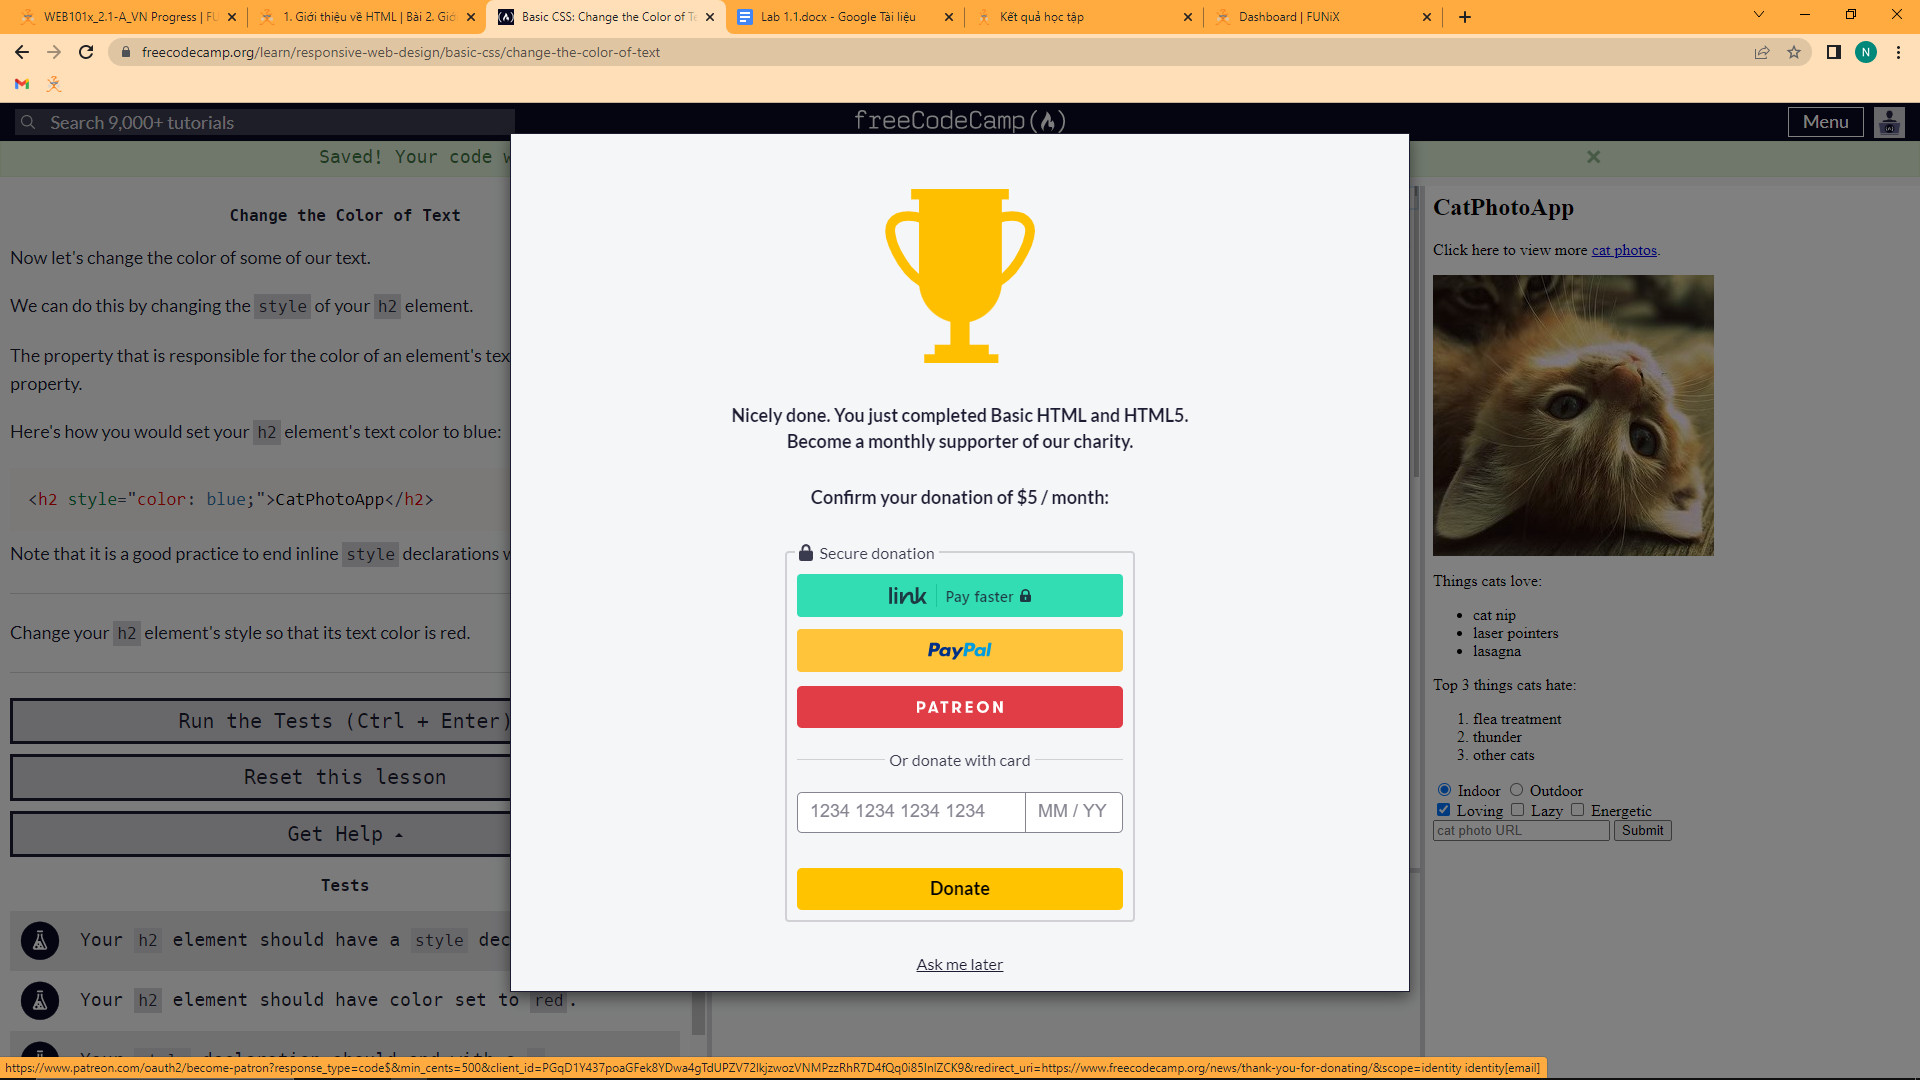 WEB101x_2.1-A_VN Progress | FU
1. Giới thiệu về HTML | Bài 2. Giớ
Basic CSS: Change the Color of Te
Lab 1.1.docx - Google Tài liệu
Kết quả học tập
Dashboard | FUNiX
freecodecamp.org/learn/responsive-web-design/basic-css/change-the-color-of-text
N
Search 9,000+ tutorials
freeCodeCamp
Menu
Saved! Your code
Change the Color of Text
Now let's change the color of some of our text.
We can do this by changing the style of your h2 element.
The property that is responsible for the color of an element's tex
property.
Here's how you would set your h2 element's text color to blue:
<h2 style="color: blue;">CatPhotoApp</h2>
Note that it is a good practice to end inline style declarations
Change your h2 element's style so that its text color is red.
Run the Tests (Ctrl + Enter)
Reset this lesson
Get Help
Tests
Your h2 element should have a style dec
Your h2 element should have color set to red.
Nicely done. You just completed Basic HTML and HTML5.
Become a monthly supporter of our charity.
Confirm your donation of $5 / month:
Secure donation
link Pay faster
PayPal
PATREON
Or donate with card
1234 1234 1234 1234 MM / YY
Donate
Ask me later
CatPhotoApp
Click here to view more cat photos.
Things cats love:
• cat nip
• laser pointers
• lasagna
Top 3 things cats hate:
1. flea treatment
2. thunder
3. other cats
Indoor Outdoor
Loving Lazy Energetic
cat photo URL Submit
https://www.patreon.com/oauth2/become-patron?response_type=code$&min_cents=500&client_id=PGqD1Y437poaGFek8YDwa4gTdUPZV72lkjzwozVNMPzzRhR7D4fQq0i85InlZCK9&redirect_uri=https://www.freecodecamp.org/news/thank-you-for-donating/&scope=identity identity[email]